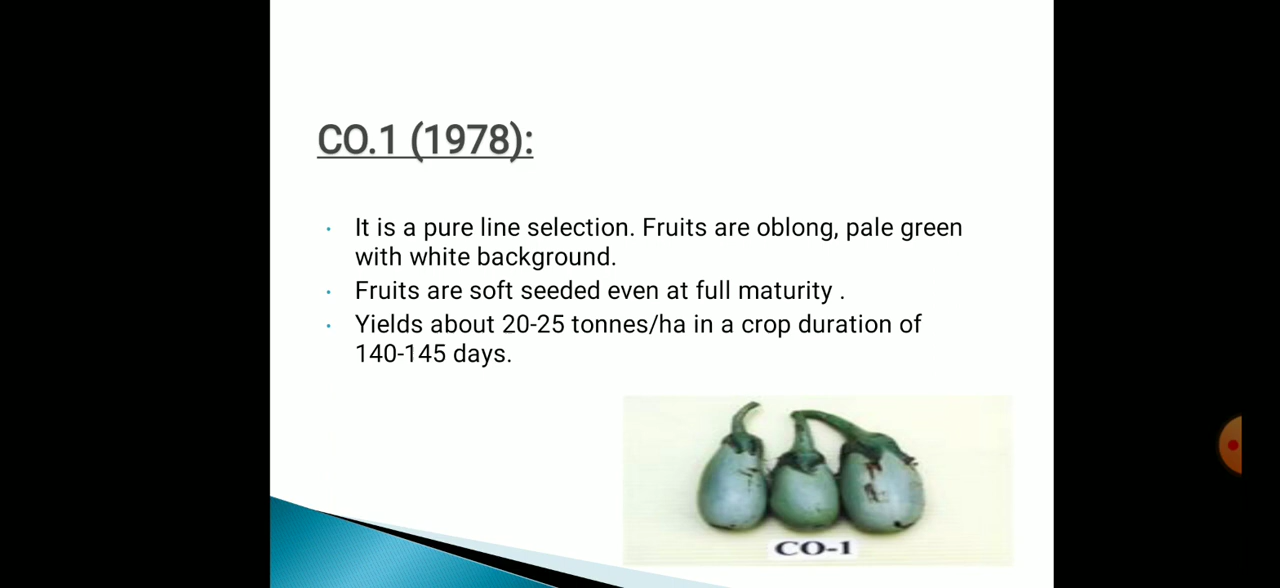 CO.1 (1978):
· It is a pure line selection. Fruits are oblong, pale green
with white background.
· Fruits are soft seeded even at full maturity .
· Yields about 20-25 tonnes/ha in a crop duration of
140-145 days.
CO-1